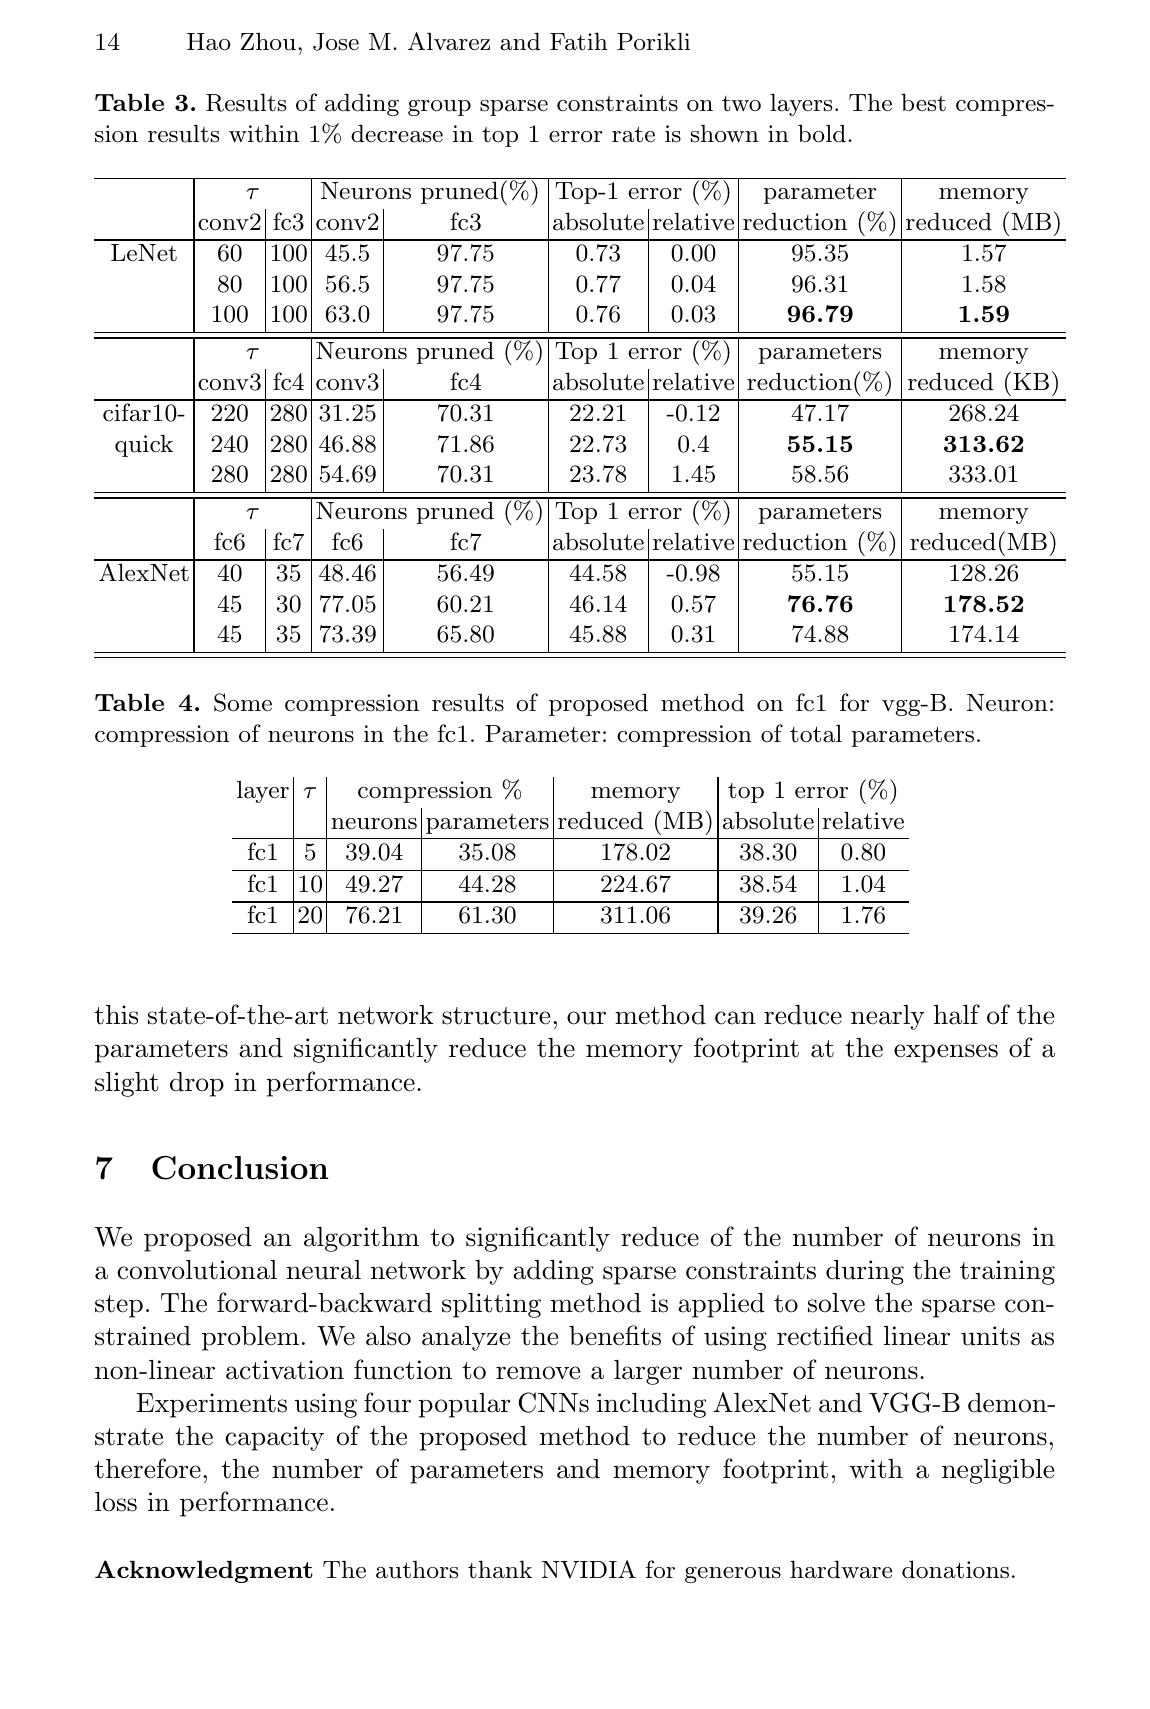 14 Hao Zhou, Jose M. Alvarez and Fatih Porikli
Table 3. Results of adding group sparse constraints on two layers. The best compres-
sion results within 1% decrease in top 1 error rate is shown in bold.
τ Neurons pruned(%) Top-1 error (%) parameter memory
conv2 fc3 conv2 fc3 absolute relative reduction (%) reduced (MB)
LeNet 60 100 45.5 97.75 0.73 0.00 95.35 1.57
80 100 56.5 97.75 0.77 0.04 96.31 1.58
100 100 63.0 97.75 0.76 0.03 96.79 1.59
τ Neurons pruned (%) Top 1 error (%) parameters memory
conv3 fc4 conv3 fc4 absolute relative reduction(%) reduced (KB)
cifar10- 220 280 31.25 70.31 22.21 -0.12 47.17 268.24
quick 240 280 46.88 71.86 22.73 0.4 55.15 313.62
280 280 54.69 70.31 23.78 1.45 58.56 333.01
τ Neurons pruned (%) Top 1 error (%) parameters memory
fc6 fc7 fc6 fc7 absolute relative reduction (%) reduced(MB)
AlexNet 40 35 48.46 56.49 44.58 -0.98 55.15 128.26
45 30 77.05 60.21 46.14 0.57 76.76 178.52
45 35 73.39 65.80 45.88 0.31 74.88 174.14
Table 4. Some compression results of proposed method on fc1 for vgg-B. Neuron:
compression of neurons in the fc1. Parameter: compression of total parameters.
layer τ compression % memory top 1 error (%)
neurons parameters reduced (MB) absolute relative
fc1 5 39.04 35.08 178.02 38.30 0.80
fc1 10 49.27 44.28 224.67 38.54 1.04
fc1 20 76.21 61.30 311.06 39.26 1.76
this state-of-the-art network structure, our method can reduce nearly half of the
parameters and significantly reduce the memory footprint at the expenses of a
slight drop in performance.
7 Conclusion
We proposed an algorithm to significantly reduce of the number of neurons in
a convolutional neural network by adding sparse constraints during the training
step. The forward-backward splitting method is applied to solve the sparse con-
strained problem. We also analyze the benefits of using rectified linear units as
non-linear activation function to remove a larger number of neurons.
Experiments using four popular CNNs including AlexNet and VGG-B demon-
strate the capacity of the proposed method to reduce the number of neurons,
therefore, the number of parameters and memory footprint, with a negligible
loss in performance.
Acknowledgment The authors thank NVIDIA for generous hardware donations.